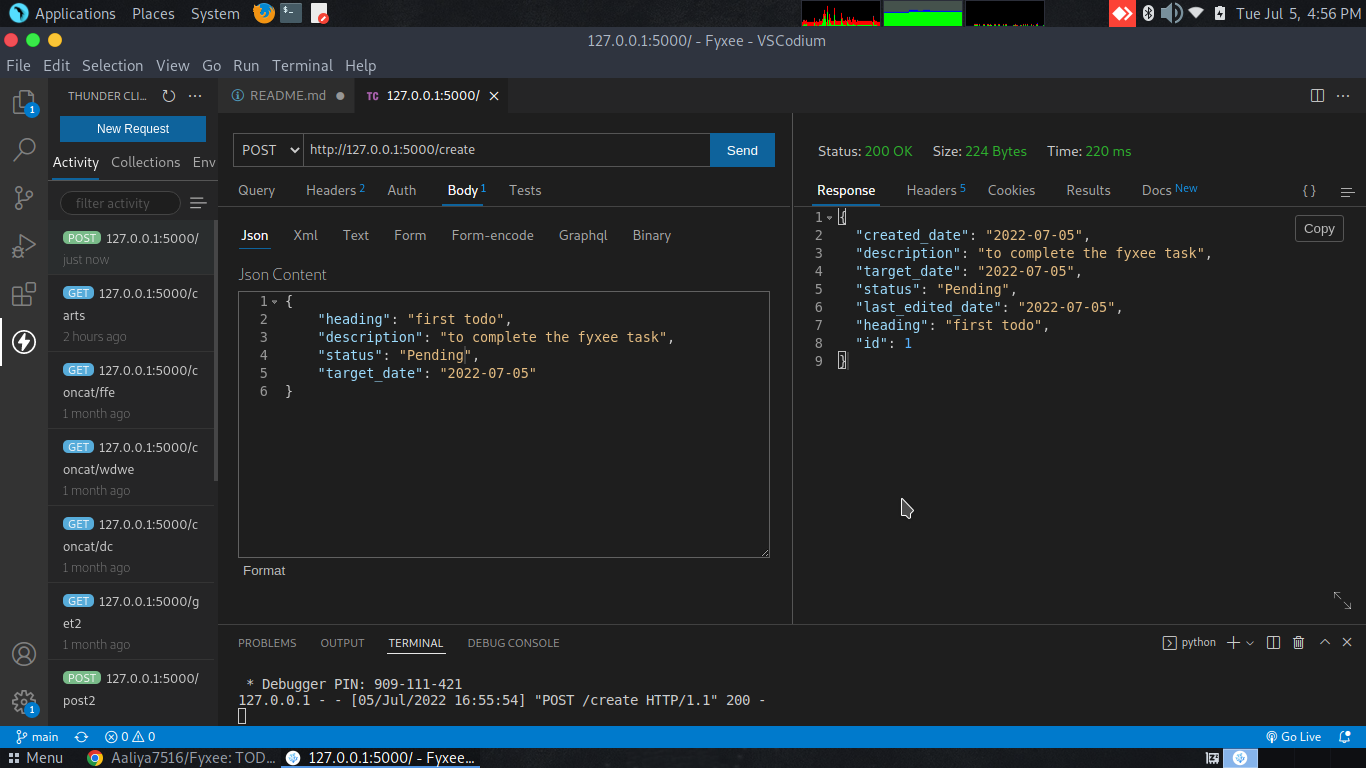 Applications Places System Tue Jul 5, 4:56 PM
127.0.0.1:5000/ - Fyxee - VSCodium
File Edit Selection View Go Run Terminal Help
THUNDER CLI... ⋯
README.md ●
TC 127.0.0.1:5000/ ×
New Request
Activity Collections Env
filter activity
POST 127.0.0.1:5000/
just now
GET 127.0.0.1:5000/c
arts
2 hours ago
GET 127.0.0.1:5000/c
oncat/ffe
1 month ago
GET 127.0.0.1:5000/c
oncat/wdwe
1 month ago
GET 127.0.0.1:5000/c
oncat/dc
1 month ago
GET 127.0.0.1:5000/g
et2
1 month ago
POST 127.0.0.1:5000/
post2
1
1
POST http://127.0.0.1:5000/create Send
Query Headers 2 Auth Body 1 Tests
Json Xml Text Form Form-encode Graphql Binary
Json Content
1 {
2 "heading": "first todo",
3 "description": "to complete the fyxee task",
4 "status": "Pending",
5 "target_date": "2022-07-05"
6 }
Format
Status: 200 OK Size: 224 Bytes Time: 220 ms
Response Headers 5 Cookies Results Docs New { }
Copy
1 {
2 "created_date": "2022-07-05",
3 "description": "to complete the fyxee task",
4 "target_date": "2022-07-05",
5 "status": "Pending",
6 "last_edited_date": "2022-07-05",
7 "heading": "first todo",
8 "id": 1
9 }
PROBLEMS OUTPUT TERMINAL DEBUG CONSOLE python
* Debugger PIN: 909-111-421
127.0.0.1 - - [05/Jul/2022 16:55:54] "POST /create HTTP/1.1" 200 -
main 0 0 Go Live
Menu Aaliya7516/Fyxee: TOD... 127.0.0.1:5000/ - Fyxee...